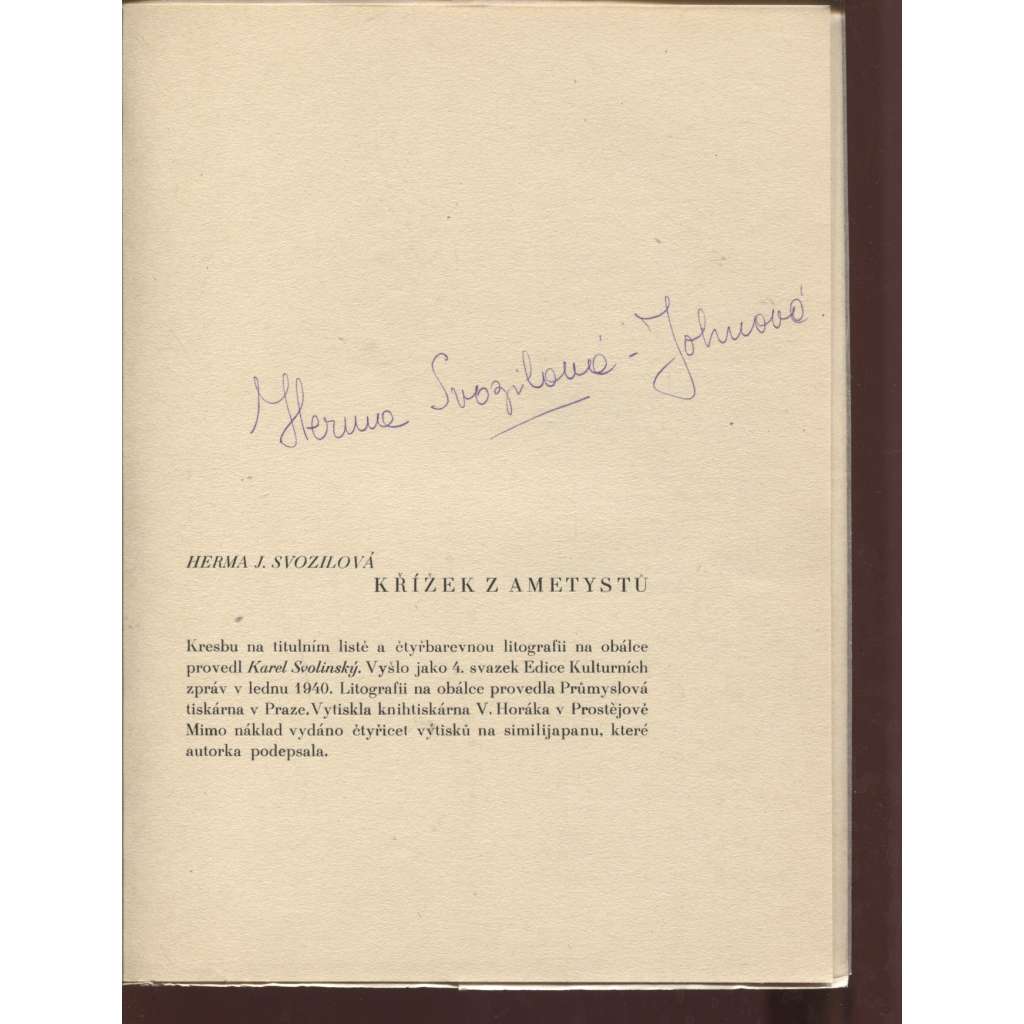 Herma Svozilová - Johnová
HERMA J. SVOZILOVÁ
KŘÍŽEK Z AMETYSTŮ
Kresbu na titulním listě a čtyřbarevnou litografii na obálce
provedl Karel Svolinský. Vyšlo jako 4. svazek Edice Kulturních
zpráv v lednu 1940. Litografii na obálce provedla Průmyslová
tiskárna v Praze. Vytiskla knihtiskárna V. Horáka v Prostějově
Mimo náklad vydáno čtyřicet výtisků na similijapanu, které
autorka podepsala.